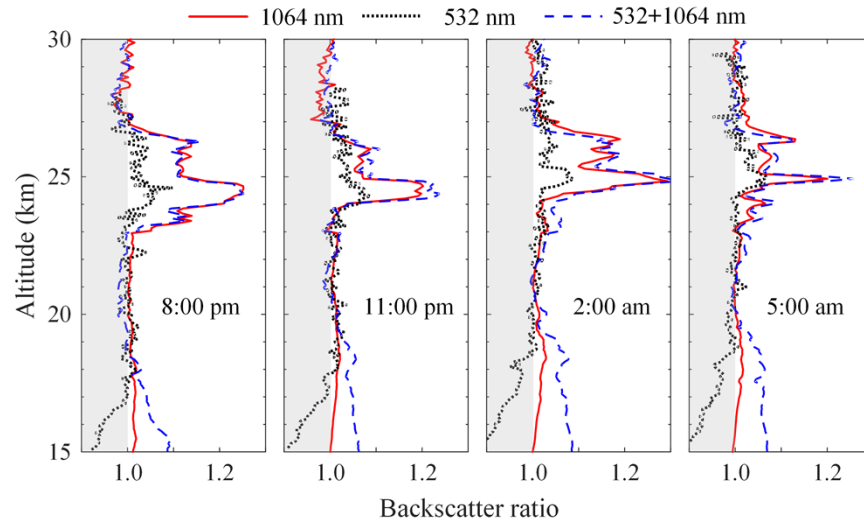 1064 nm 532 nm 532+1064 nm
30
25
20
15
Altitude (km)
8:00 pm 11:00 pm 2:00 am 5:00 am
1.0 1.2 1.0 1.2 1.0 1.2 1.0 1.2
Backscatter ratio